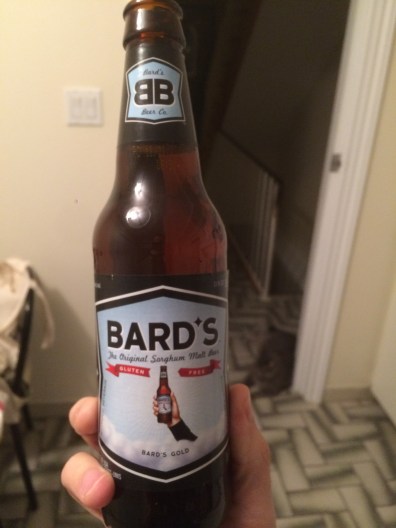 Bard's
BB
Beer Co.
BARD'S
The Original Sorghum Malt Beer
GLUTEN FREE
BARD'S GOLD